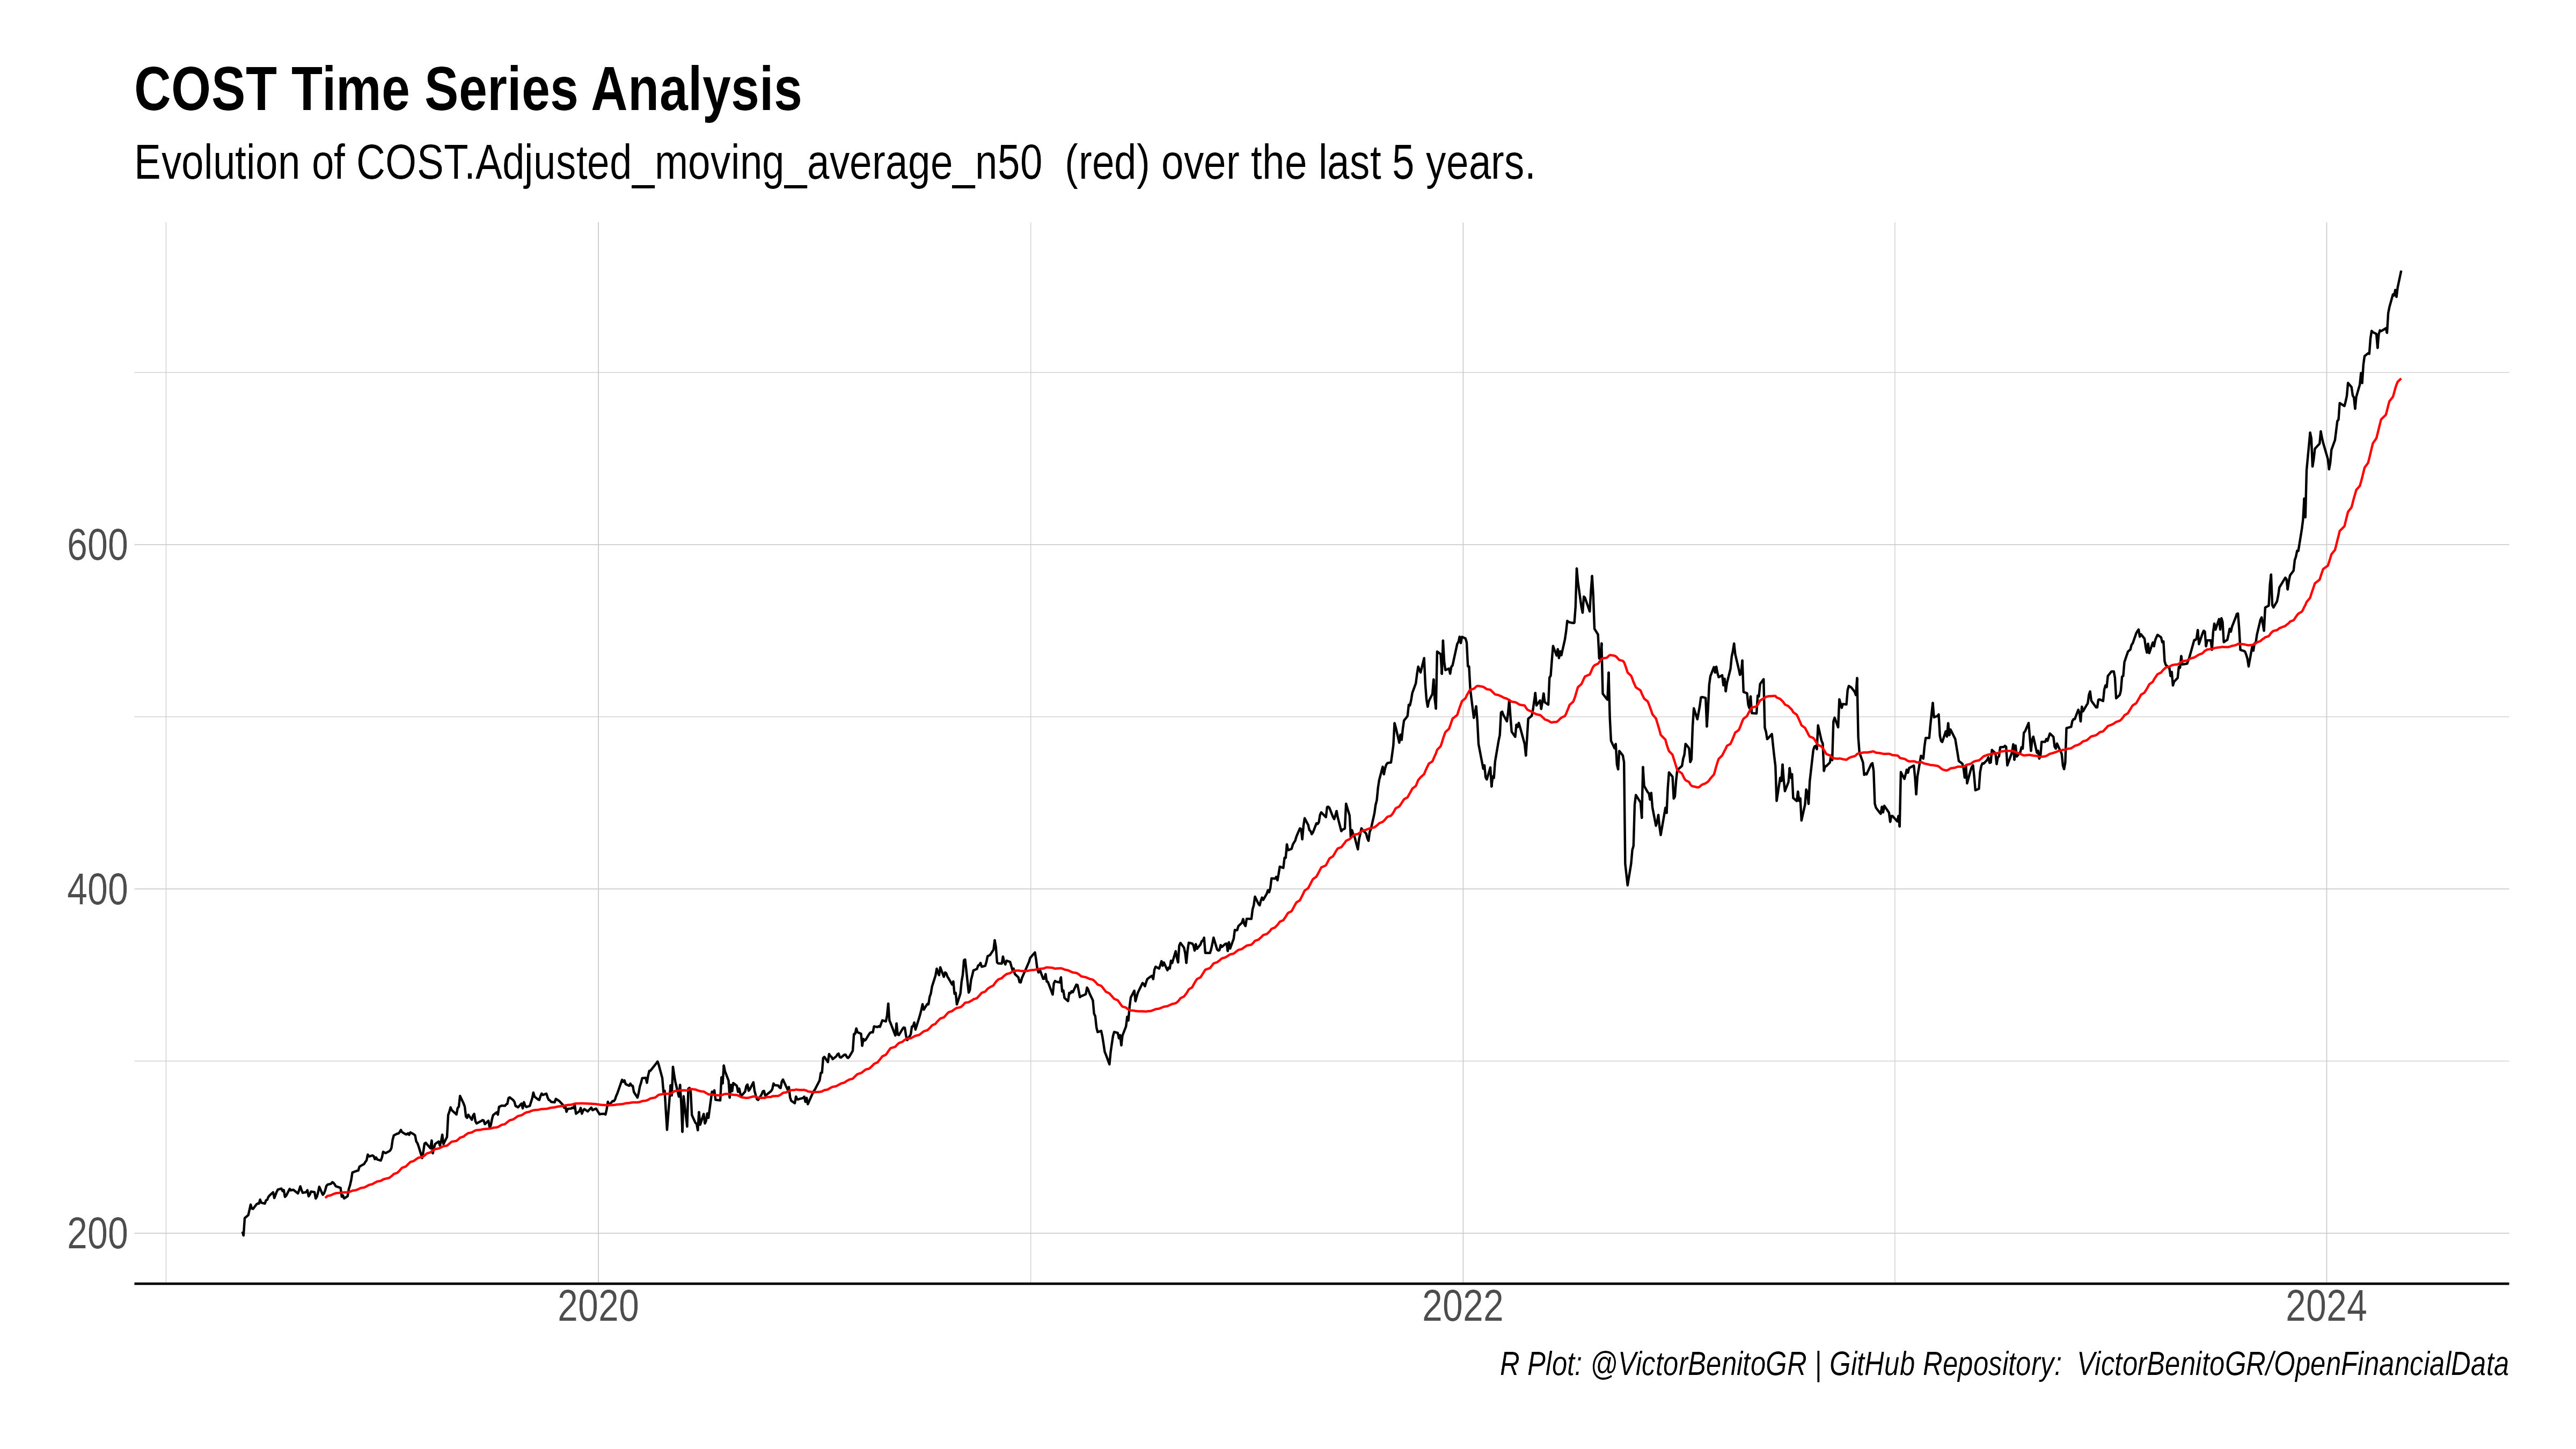 COST Time Series Analysis
Evolution of COST.Adjusted_moving_average_n50  (red) over the last 5 years.
600
400
200
2020 2022 2024
R Plot: @VictorBenitoGR | GitHub Repository:  VictorBenitoGR/OpenFinancialData